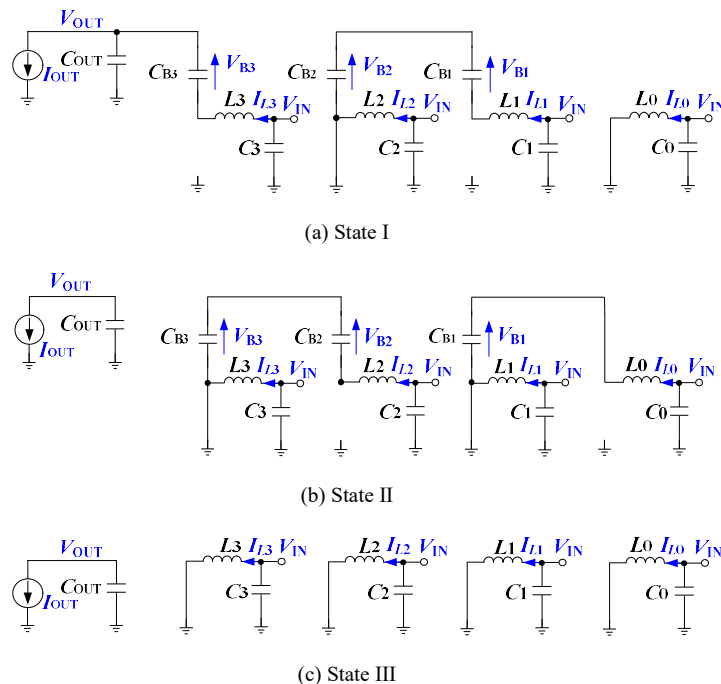 VOUT
IOUT COUT CB3 VB3 CB2 VB2 CB1 VB1
L3 IL3 VIN L2 IL2 VIN L1 IL1 VIN L0 IL0 VIN
C3 C2 C1 C0
(a) State I
VOUT
IOUT COUT CB3 VB3 CB2 VB2 CB1 VB1
L3 IL3 VIN L2 IL2 VIN L1 IL1 VIN L0 IL0 VIN
C3 C2 C1 C0
(b) State II
VOUT L3 IL3 VIN L2 IL2 VIN L1 IL1 VIN L0 IL0 VIN
IOUT COUT C3 C2 C1 C0
(c) State III